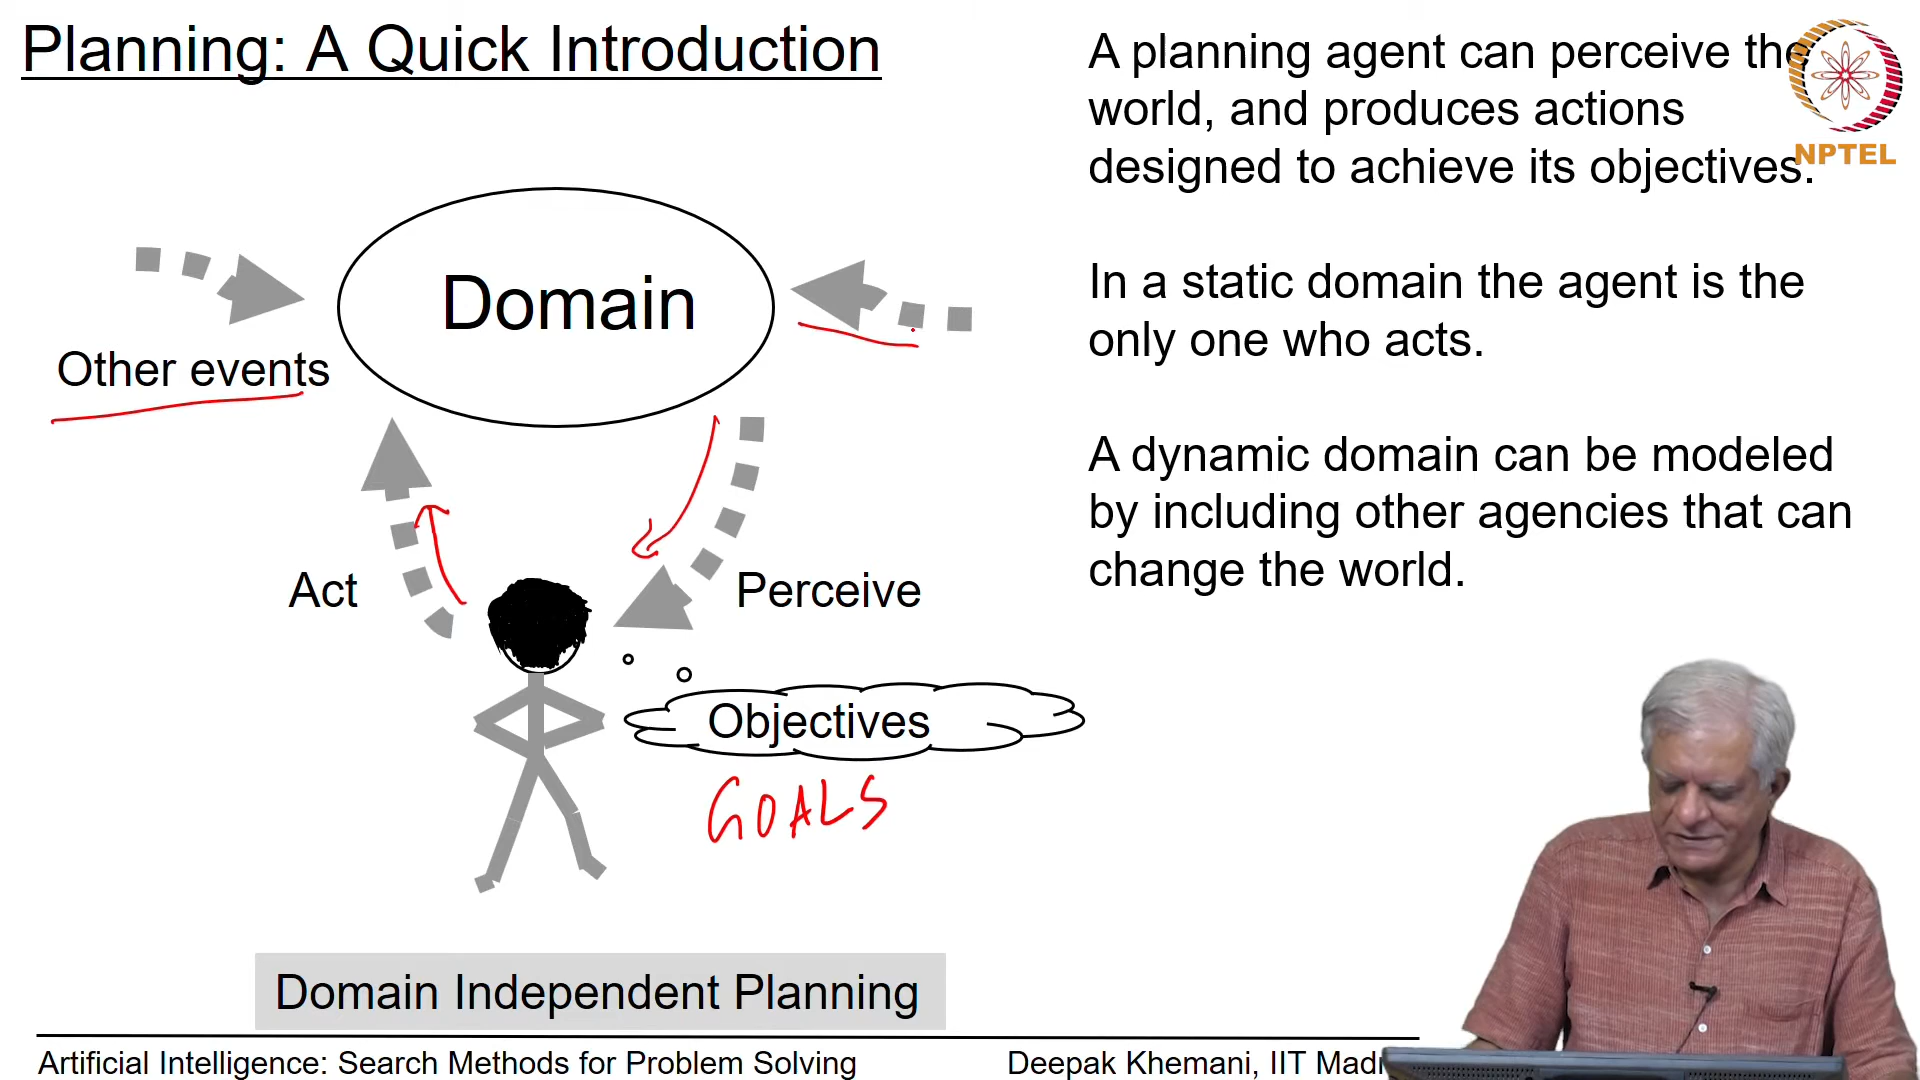 Planning: A Quick Introduction
A planning agent can perceive the
world, and produces actions
designed to achieve its objectives.
NPTEL
In a static domain the agent is the
only one who acts.
A dynamic domain can be modeled
by including other agencies that can
change the world.
Domain
Other events
Act
Perceive
Objectives
GOALS
Domain Independent Planning
Artificial Intelligence: Search Methods for Problem Solving
Deepak Khemani, IIT Madr